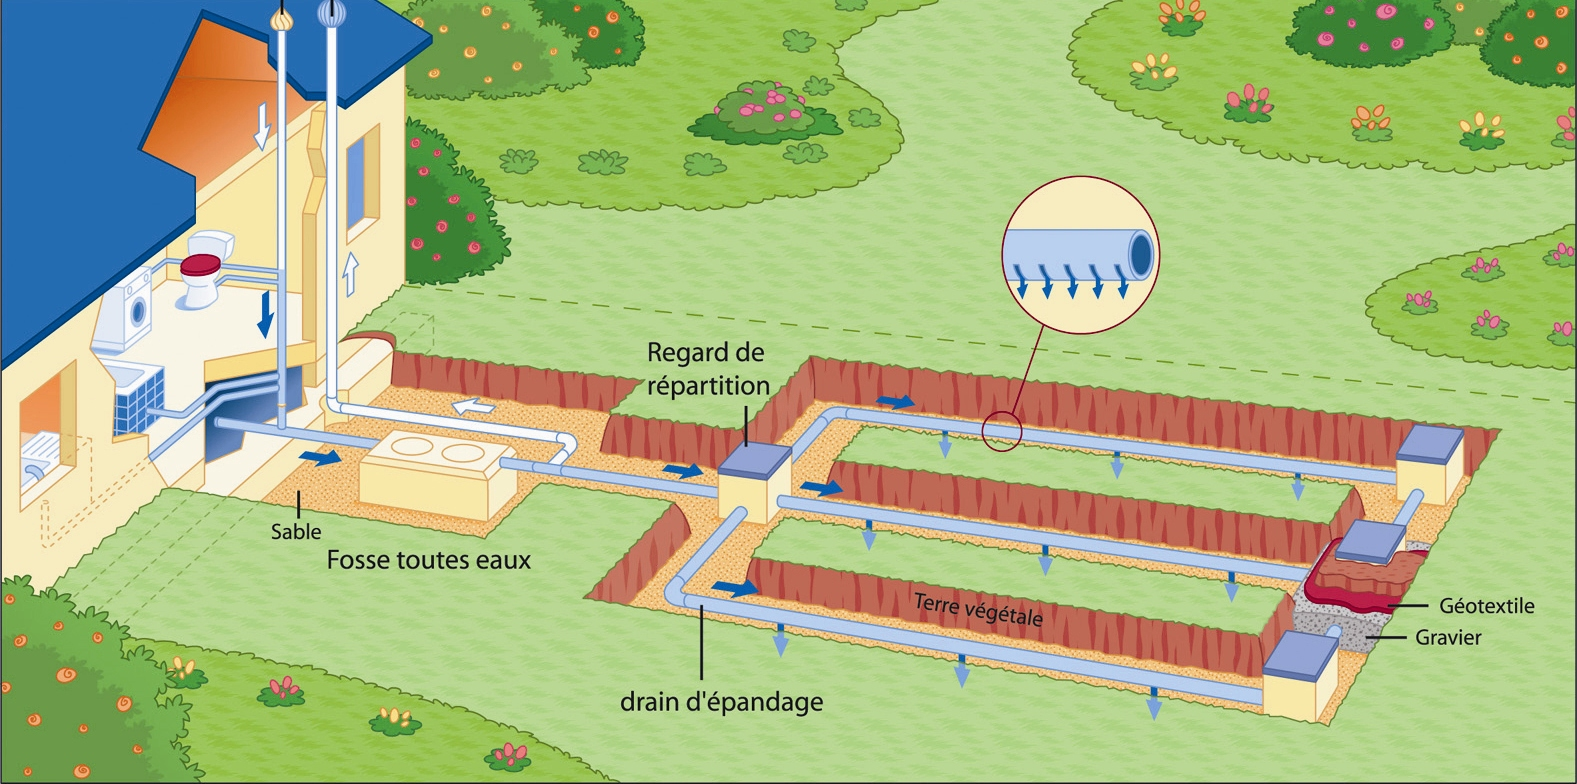 Regard de
répartition
Sable
Fosse toutes eaux
Terre végétale
Géotextile
Gravier
drain d'épandage